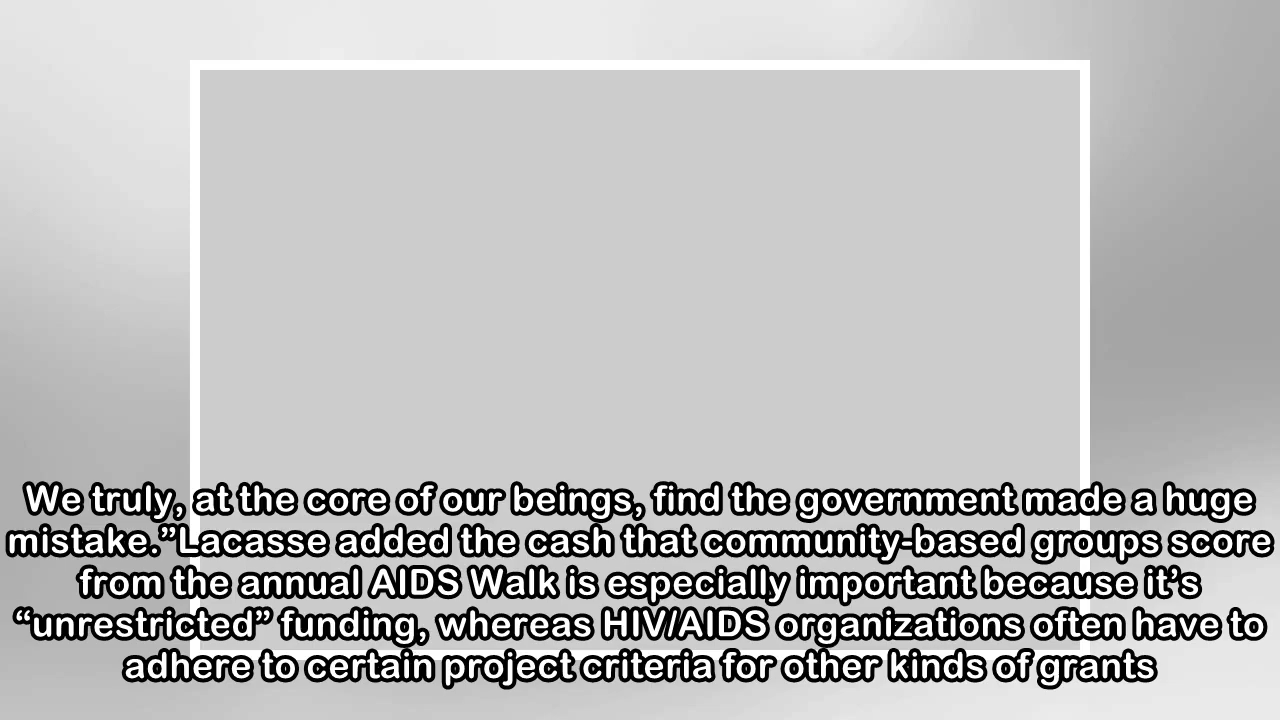 We truly, at the core of our beings, find the government made a huge
mistake.”Lacasse added the cash that community-based groups score
from the annual AIDS Walk is especially important because it’s
“unrestricted” funding, whereas HIV/AIDS organizations often have to
adhere to certain project criteria for other kinds of grants